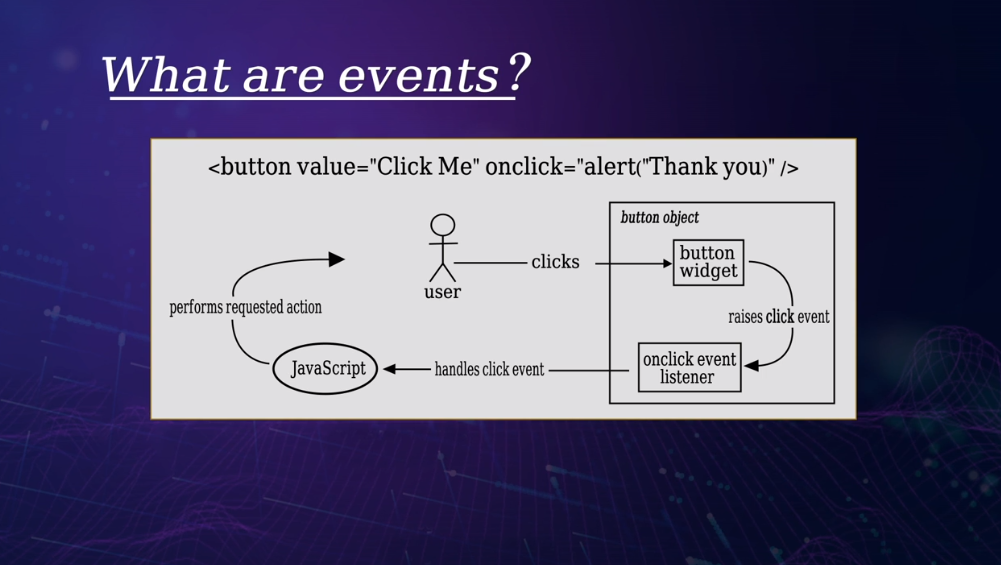 What are events?
<button value="Click Me" onclick="alert("Thank you)" />
button object
button
widget
clicks
user
performs requested action
raises click event
onclick event
listener
handles click event
JavaScript